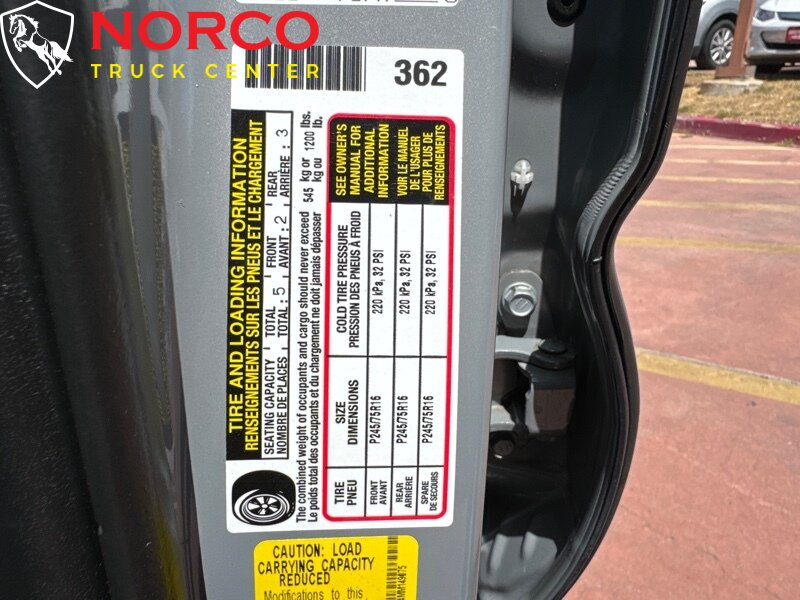 NORCO
TRUCK CENTER
362
TIRE AND LOADING INFORMATION
RENSEIGNEMENTS SUR LES PNEUS ET LE CHARGEMENT
SEATING CAPACITY | TOTAL : 5 | FRONT : 2 | REAR : 3
NOMBRE DE PLACES | TOTAL : 5 | AVANT : 2 | ARRIÈRE : 3
The combined weight of occupants and cargo should never exceed 545 kg or 1200 lbs.
Le poids total des occupants et du chargement ne doit jamais dépasser kg ou lb.
TIRE SIZE COLD TIRE PRESSURE SEE OWNER'S MANUAL FOR ADDITIONAL INFORMATION
PNEU DIMENSIONS PRESSION DES PNEUS À FROID VOIR LE MANUEL DE L'USAGER POUR PLUS DE RENSEIGNEMENTS
FRONT AVANT P245/75R16 220 kPa, 32 PSI
REAR ARRIÈRE P245/75R16 220 kPa, 32 PSI
SPARE DE SECOURS P245/75R16 220 kPa, 32 PSI
CAUTION: LOAD
CARRYING CAPACITY
REDUCED
Modifications to this